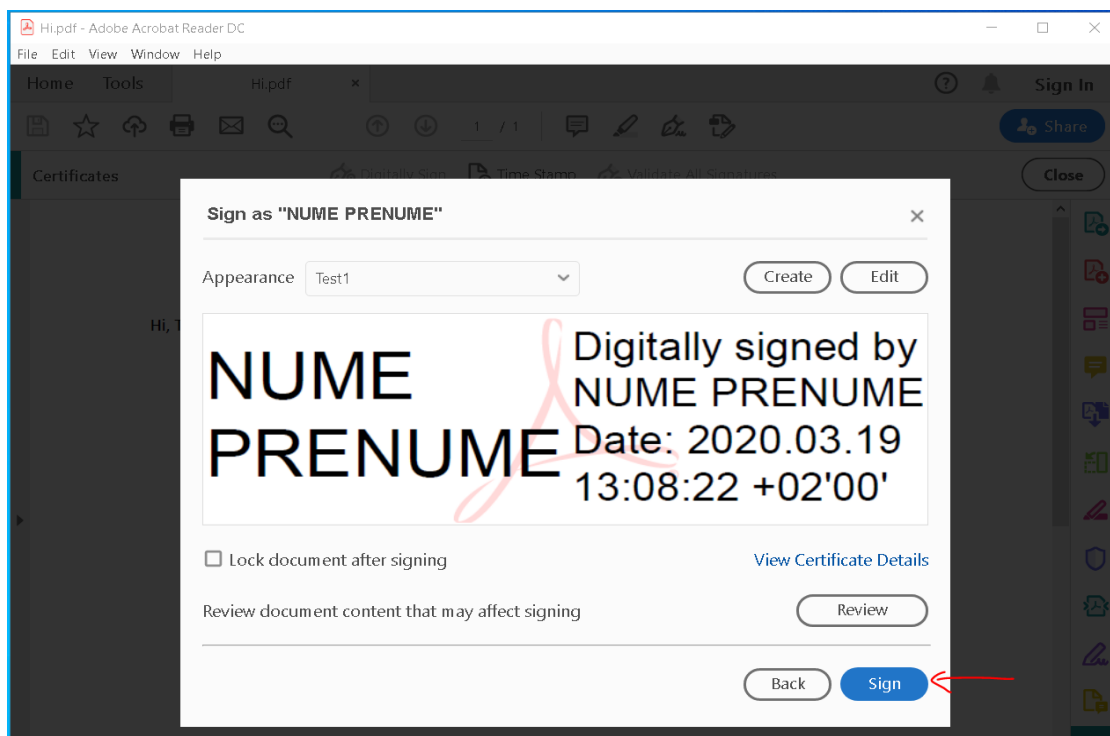 Hi.pdf - Adobe Acrobat Reader DC
File Edit View Window Help
Home Tools Hi.pdf × Sign In
1 / 1 Share
Certificates Digitally Sign Time Stamp Validate All Signatures Close
Hi,
Sign as "NUME PRENUME"
Appearance Test1 Create Edit
NUME
PRENUME
Digitally signed by
NUME PRENUME
Date: 2020.03.19
13:08:22 +02'00'
Lock document after signing View Certificate Details
Review document content that may affect signing Review
Back Sign